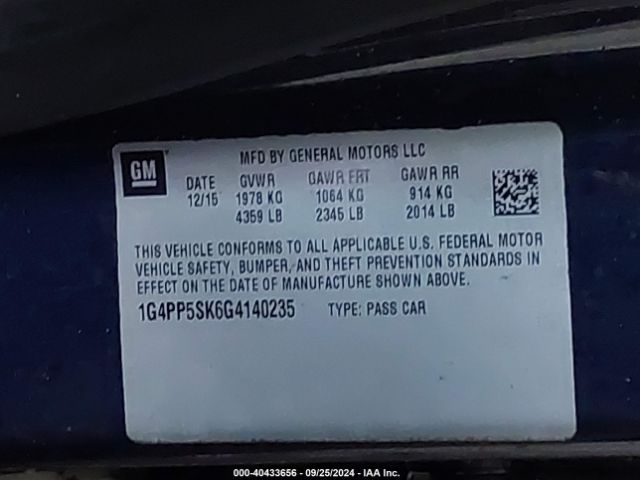 GM
MFD BY GENERAL MOTORS LLC
DATE GVWR GAWR FRT GAWR RR
12/15 1978 KG 1064 KG 914 KG
4359 LB 2345 LB 2014 LB
THIS VEHICLE CONFORMS TO ALL APPLICABLE U.S. FEDERAL MOTOR
VEHICLE SAFETY, BUMPER, AND THEFT PREVENTION STANDARDS IN
EFFECT ON THE DATE OF MANUFACTURE SHOWN ABOVE.
1G4PP5SK6G4140235 TYPE: PASS CAR
000-40433656 - 09/25/2024 - IAA Inc.